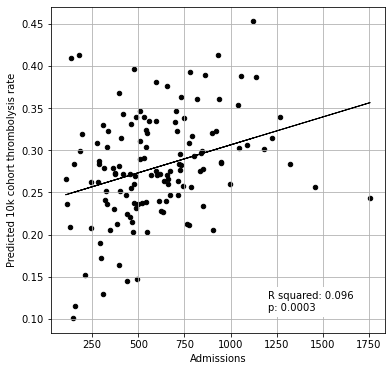 0.45
0.40
0.35
0.30
0.25
0.20
0.15
0.10
Predicted 10k cohort thrombolysis rate
R squared: 0.096
p: 0.0003
250 500 750 1000 1250 1500 1750
Admissions